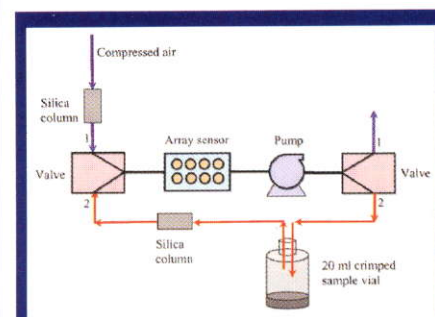 Compressed air
Silica
column
1
Array sensor
Pump
1
Valve
Valve
2
2
Silica
column
20 ml crimped
sample vial